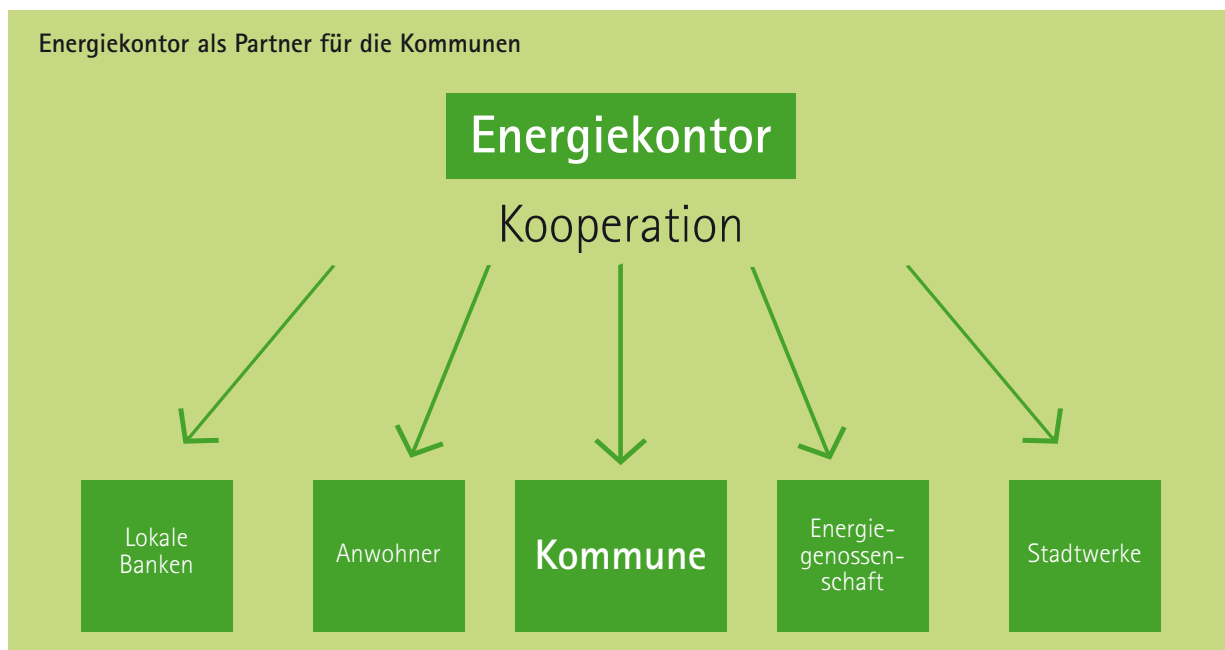 Energiekontor als Partner für die Kommunen
Energiekontor
Kooperation
Lokale
Banken
Anwohner
Kommune
Energie-
genossen-
schaft
Stadtwerke